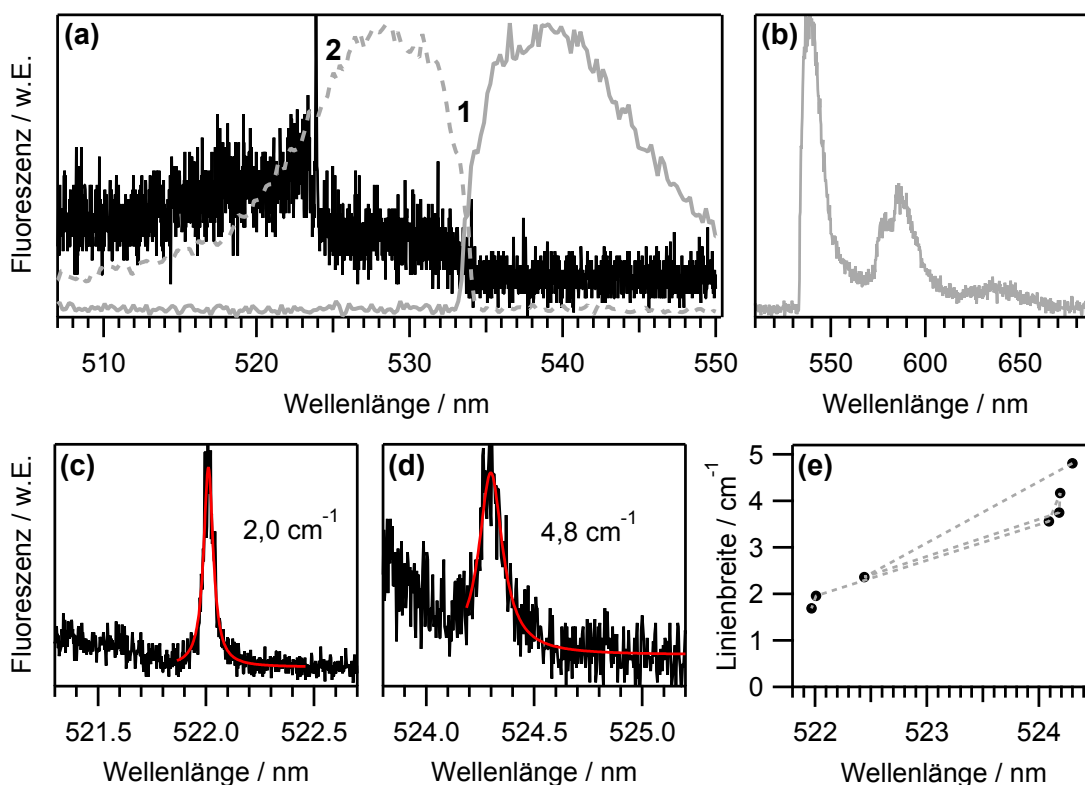 (a)
2
1
Fluoreszenz / w.E.
510
520
530
540
550
Wellenlänge / nm
(b)
550
600
650
Wellenlänge / nm
(c)
2,0 cm⁻¹
Fluoreszenz / w.E.
521.5
522.0
522.5
Wellenlänge / nm
(d)
4,8 cm⁻¹
524.0
524.5
525.0
Wellenlänge / nm
(e)
Linienbreite / cm⁻¹
5
4
3
2
1
0
522
523
524
Wellenlänge / nm